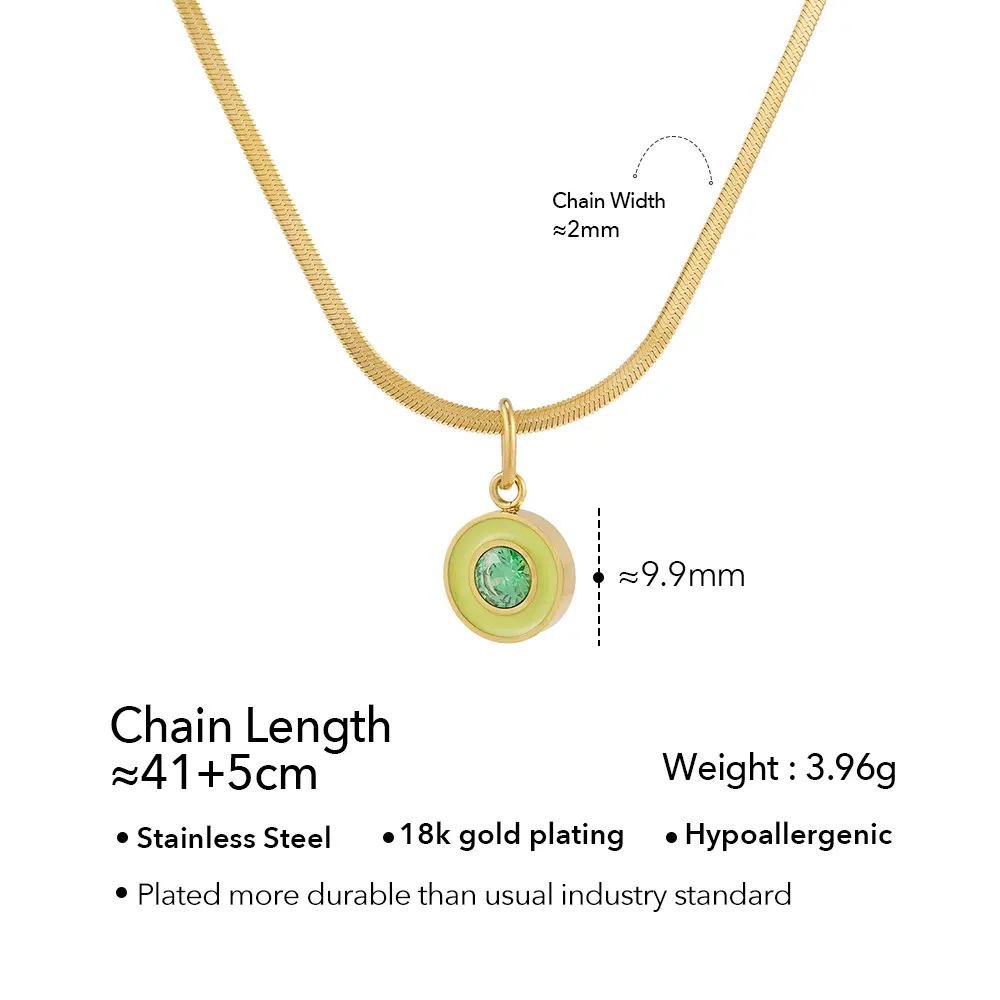 Chain Width
≈2mm
≈9.9mm
Chain Length
≈41+5cm
Weight : 3.96g
• Stainless Steel
• 18k gold plating
• Hypoallergenic
• Plated more durable than usual industry standard